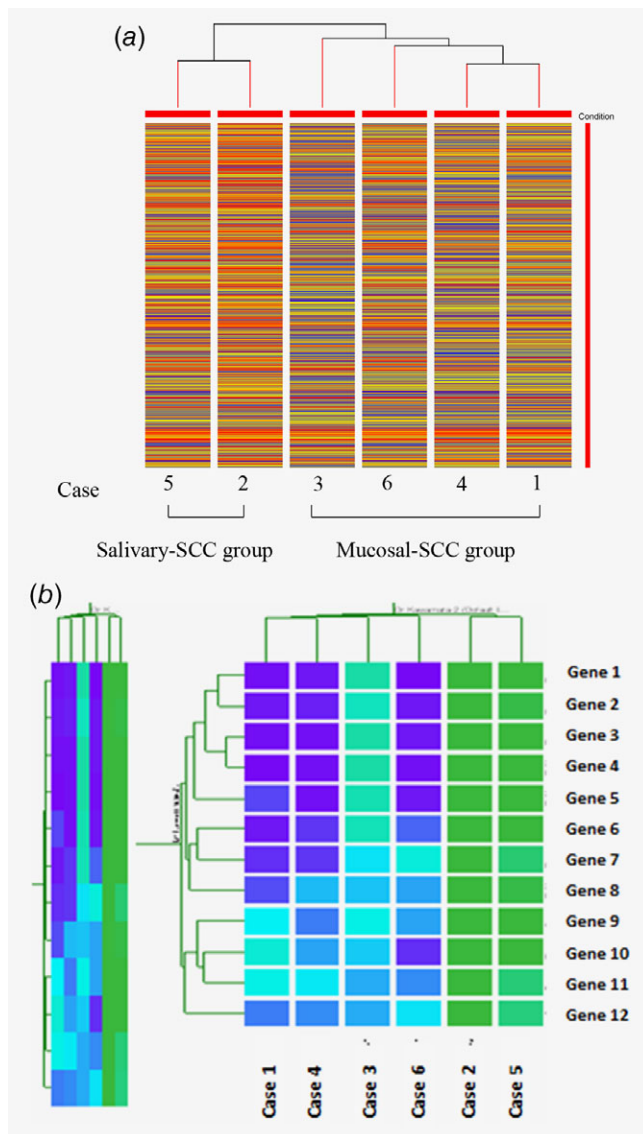 (a)
Condition
Case 5 2 3 6 4 1
Salivary-SCC group Mucosal-SCC group
(b)
Gene 1
Gene 2
Gene 3
Gene 4
Gene 5
Gene 6
Gene 7
Gene 8
Gene 9
Gene 10
Gene 11
Gene 12
Case 1
Case 4
Case 3
Case 6
Case 2
Case 5